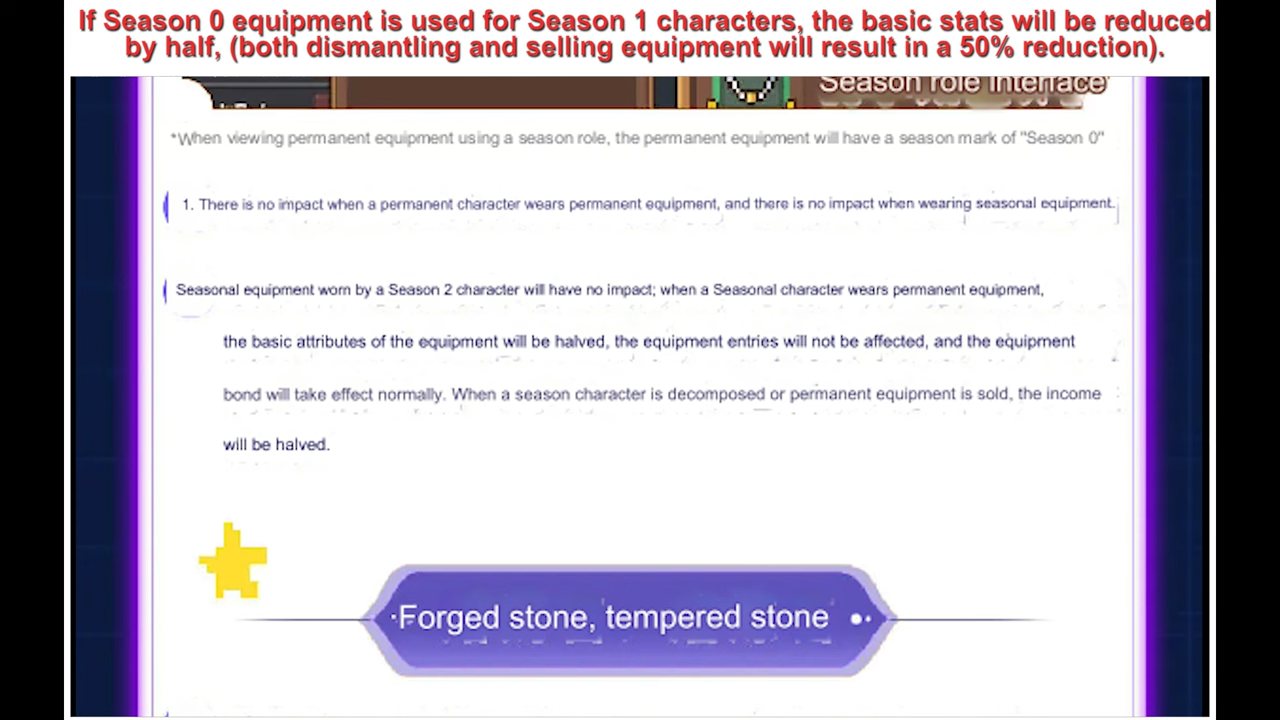 If Season 0 equipment is used for Season 1 characters, the basic stats will be reduced
by half, (both dismantling and selling equipment will result in a 50% reduction).
Season role interface
*When viewing permanent equipment using a season role, the permanent equipment will have a season mark of "Season 0"
1. There is no impact when a permanent character wears permanent equipment, and there is no impact when wearing seasonal equipment.
Seasonal equipment worn by a Season 2 character will have no impact; when a Seasonal character wears permanent equipment,
the basic attributes of the equipment will be halved, the equipment entries will not be affected, and the equipment
bond will take effect normally. When a season character is decomposed or permanent equipment is sold, the income
will be halved.
Forged stone, tempered stone